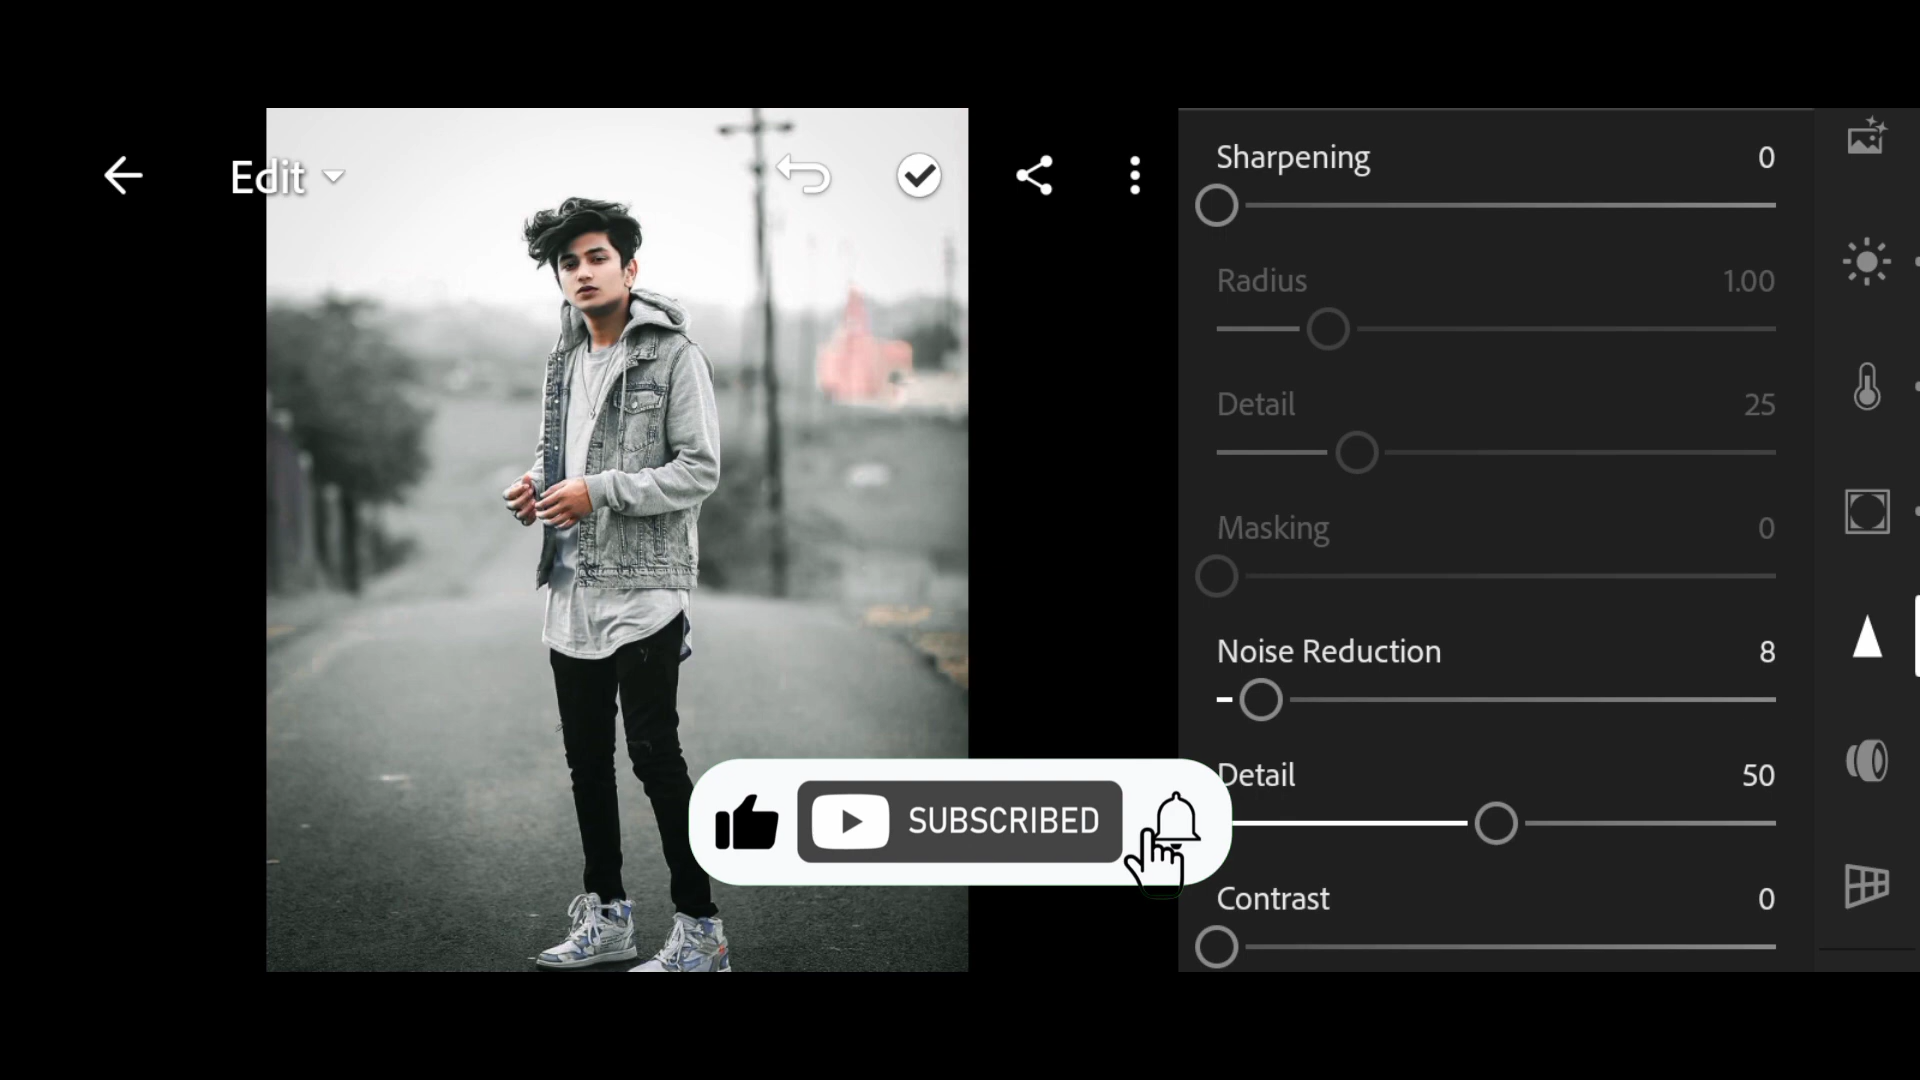 Edit
Sharpening 0
Radius 1.00
Detail 25
Masking 0
Noise Reduction 8
Detail 50
SUBSCRIBED
Contrast 0